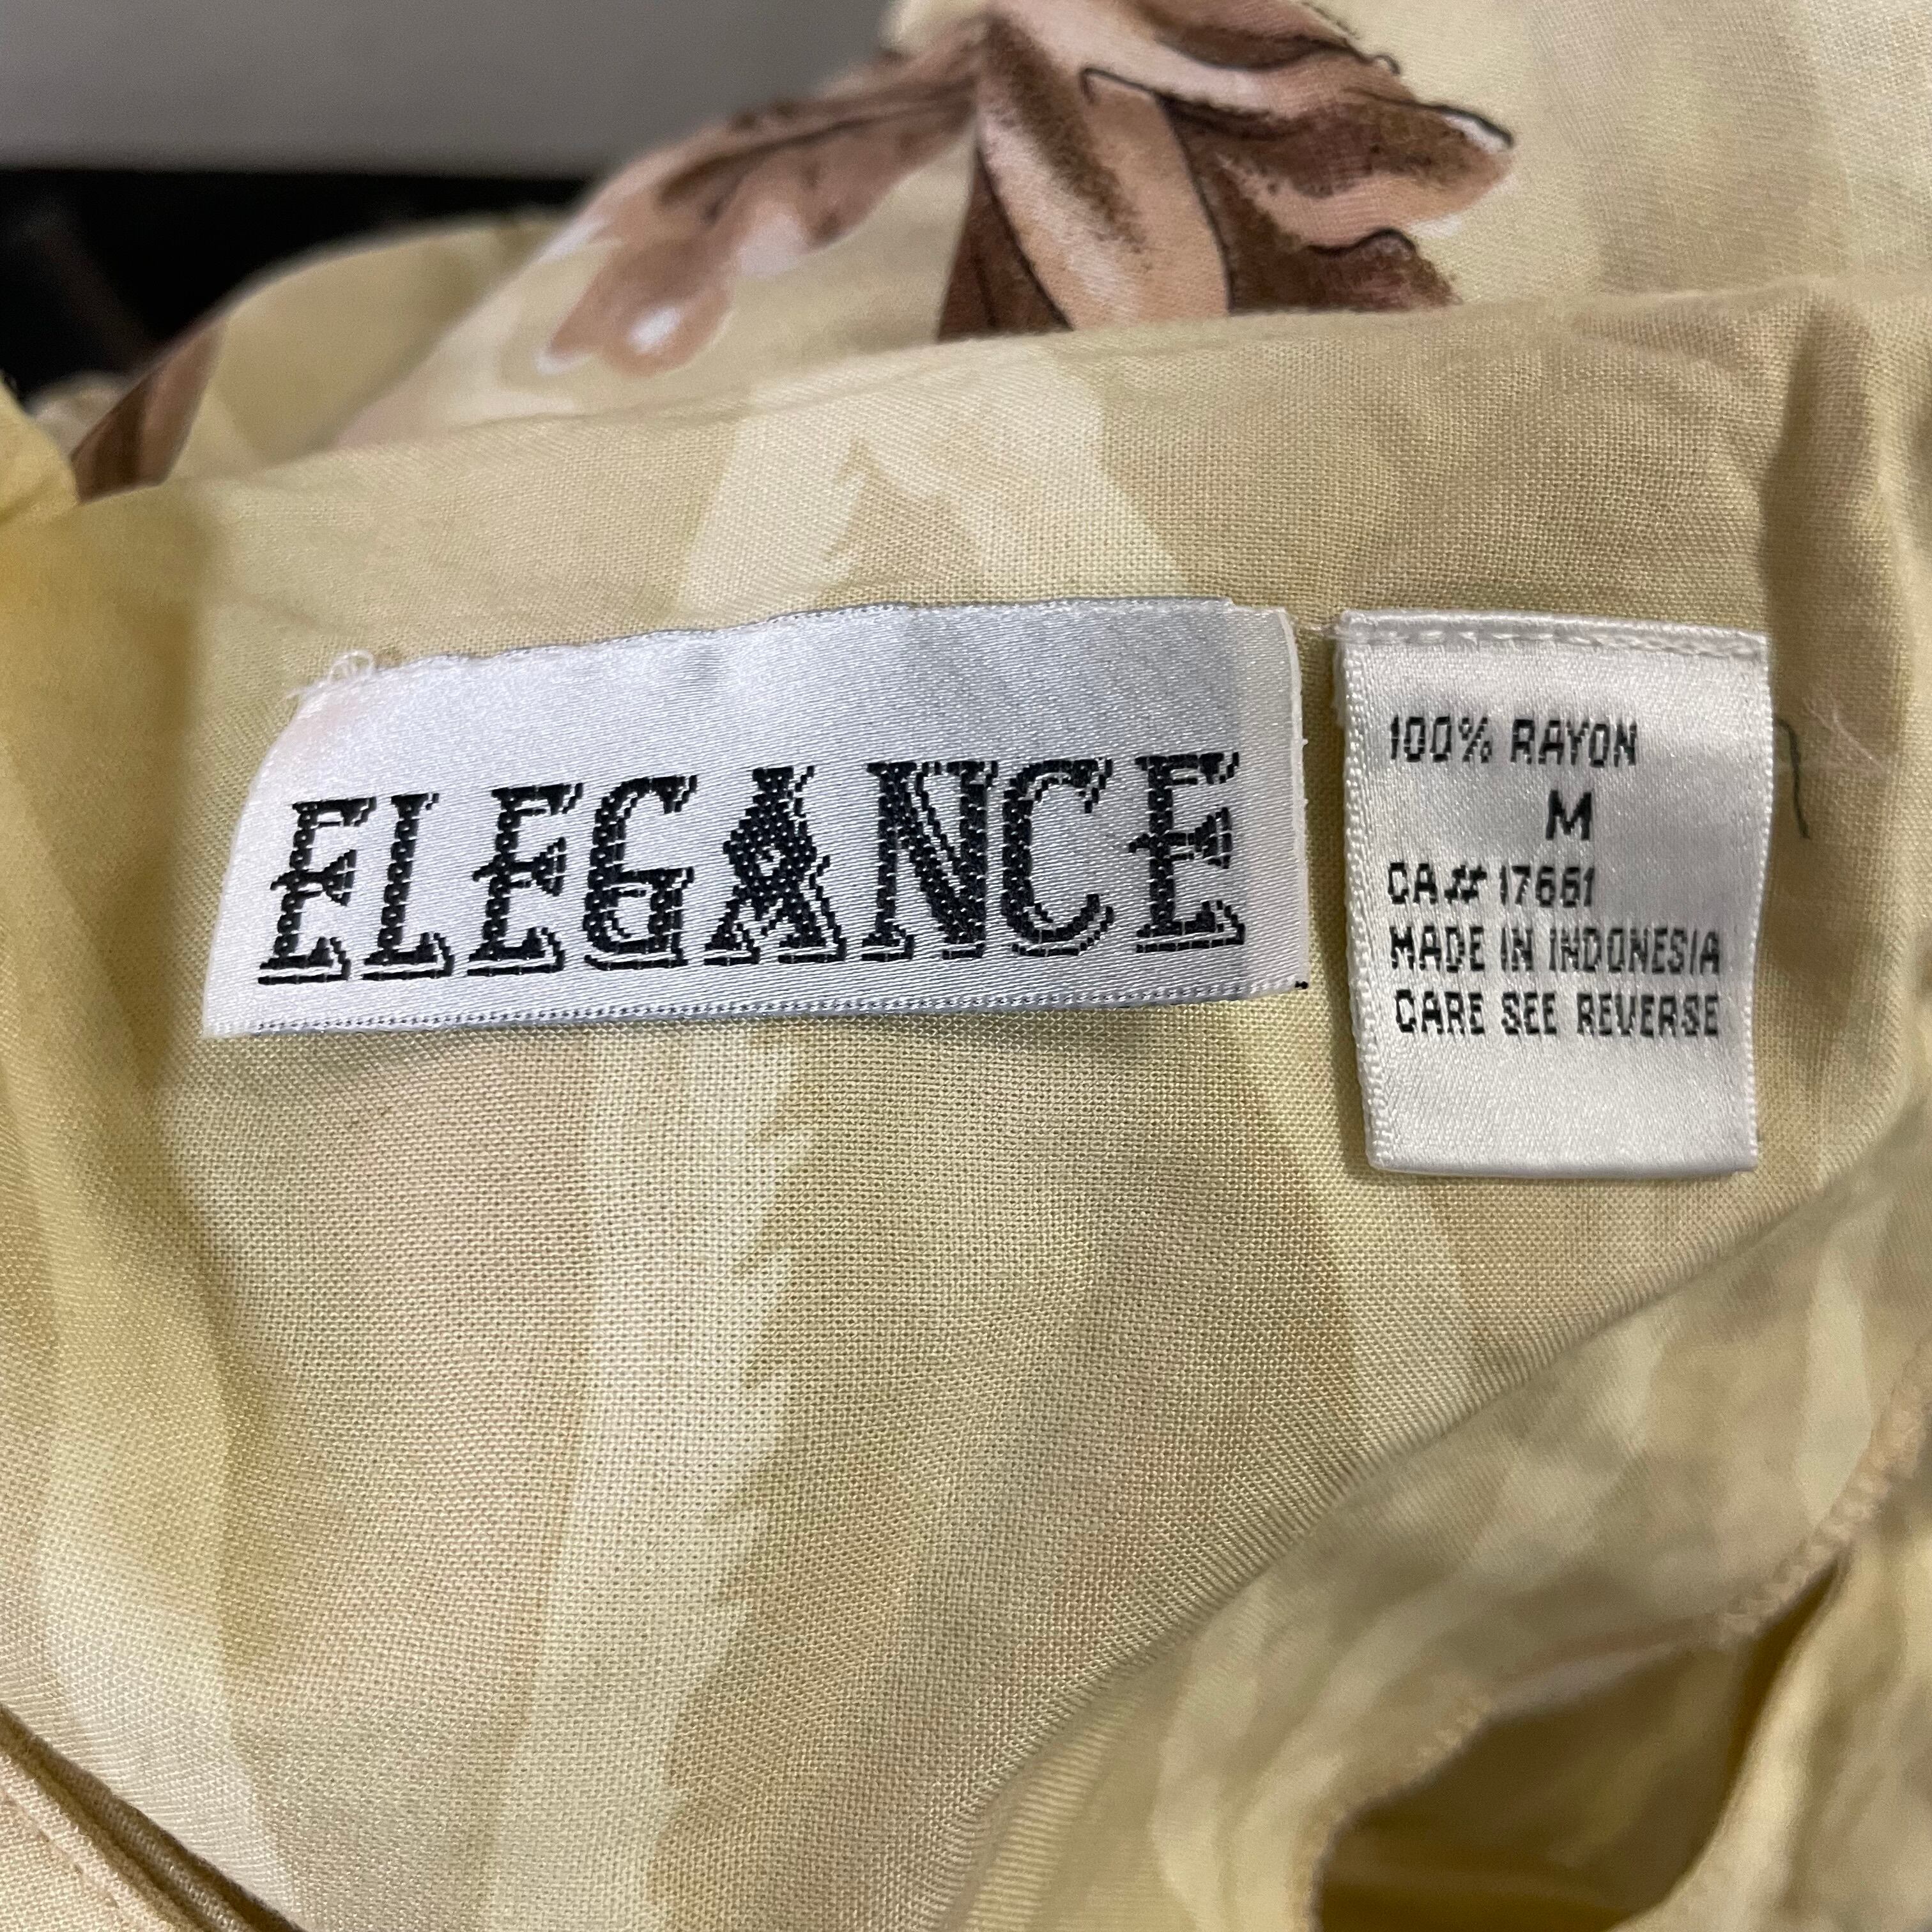 ELEGANCE
100% RAYON
M
CA# 17661
MADE IN INDONESIA
CARE SEE REVERSE